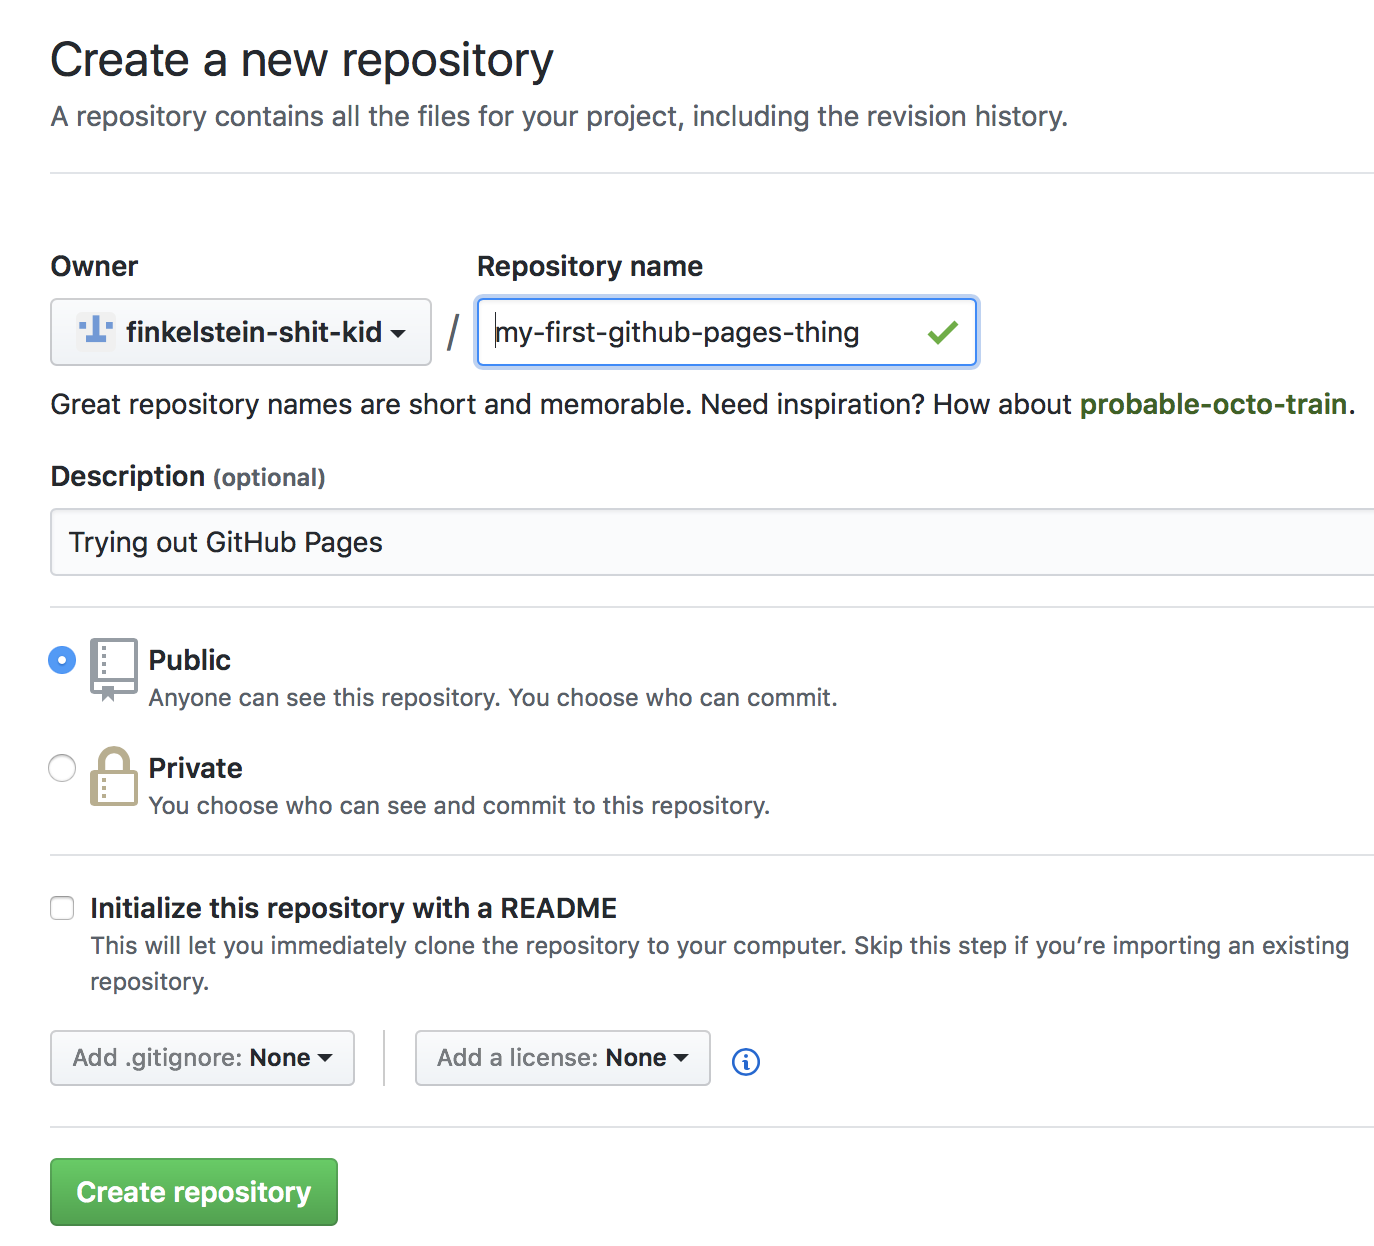 Create a new repository
A repository contains all the files for your project, including the revision history.
Owner
Repository name
finkelstein-shit-kid / my-first-github-pages-thing
Great repository names are short and memorable. Need inspiration? How about probable-octo-train.
Description (optional)
Trying out GitHub Pages
Public
Anyone can see this repository. You choose who can commit.
Private
You choose who can see and commit to this repository.
Initialize this repository with a README
This will let you immediately clone the repository to your computer. Skip this step if you’re importing an existing
repository.
Add .gitignore: None
Add a license: None
Create repository